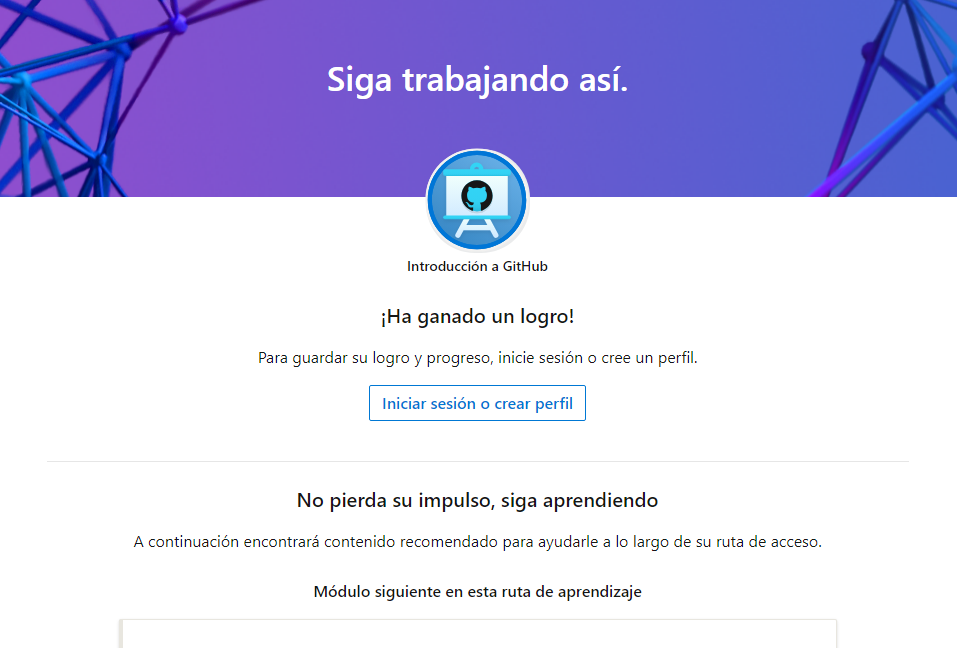 Siga trabajando así.
Introducción a GitHub
¡Ha ganado un logro!
Para guardar su logro y progreso, inicie sesión o cree un perfil.
Iniciar sesión o crear perfil
No pierda su impulso, siga aprendiendo
A continuación encontrará contenido recomendado para ayudarle a lo largo de su ruta de acceso.
Módulo siguiente en esta ruta de aprendizaje